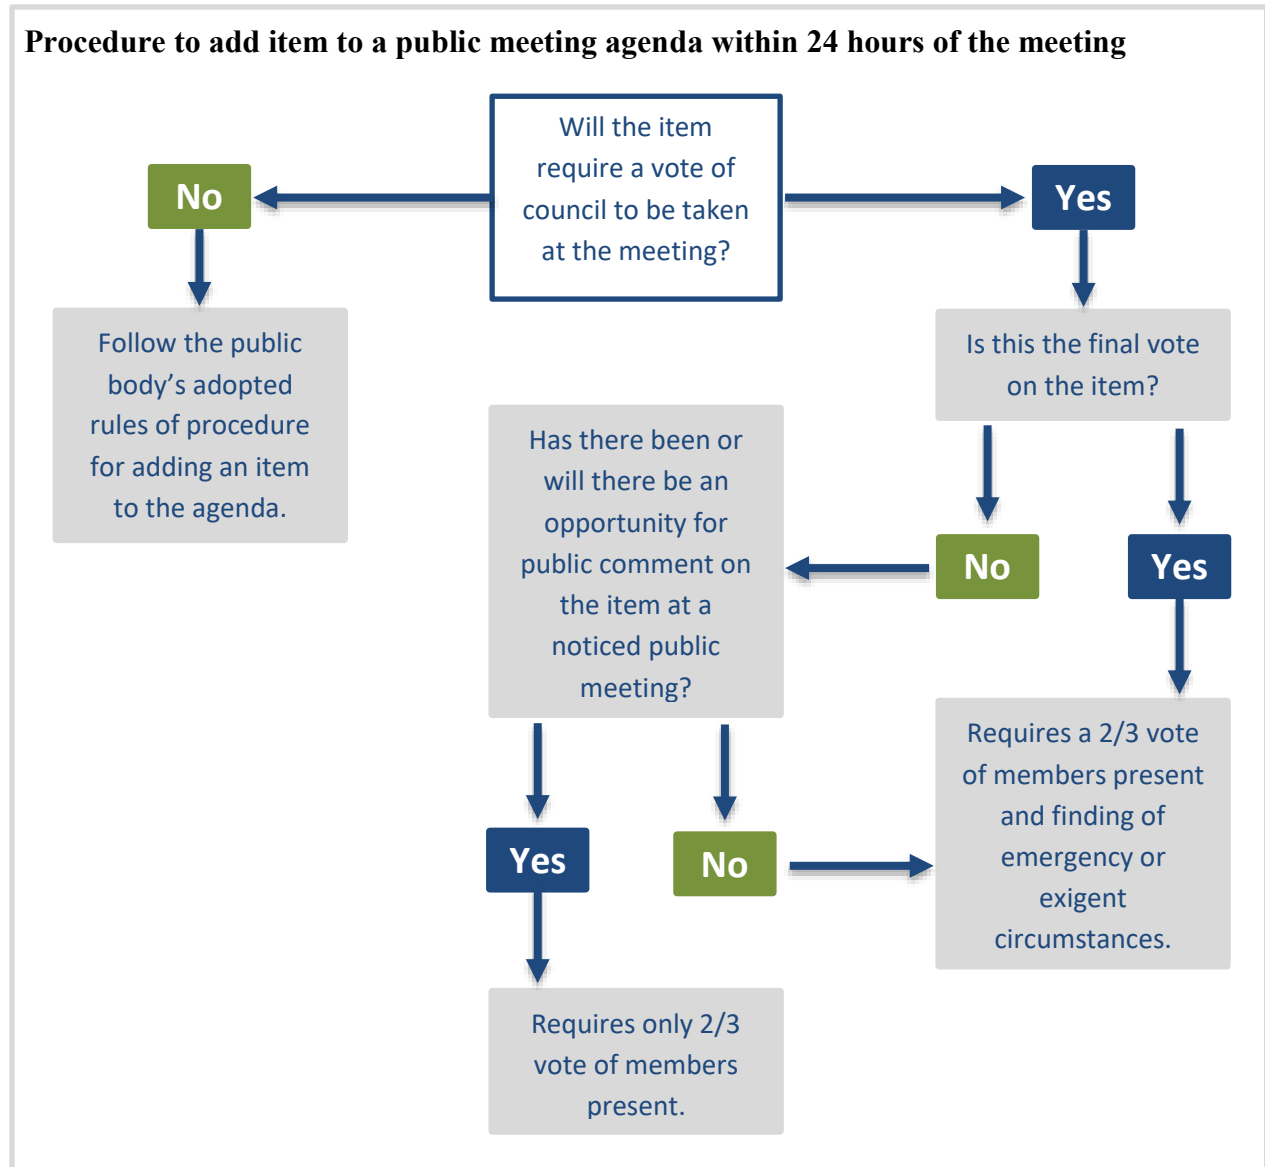 Procedure to add item to a public meeting agenda within 24 hours of the meeting
Will the item
require a vote of
council to be taken
at the meeting?
No
Yes
Follow the public
body’s adopted
rules of procedure
for adding an item
to the agenda.
Is this the final vote
on the item?
Has there been or
will there be an
opportunity for
public comment on
the item at a
noticed public
meeting?
No
Yes
Requires a 2/3 vote
of members present
and finding of
emergency or
exigent
circumstances.
Yes
No
Requires only 2/3
vote of members
present.